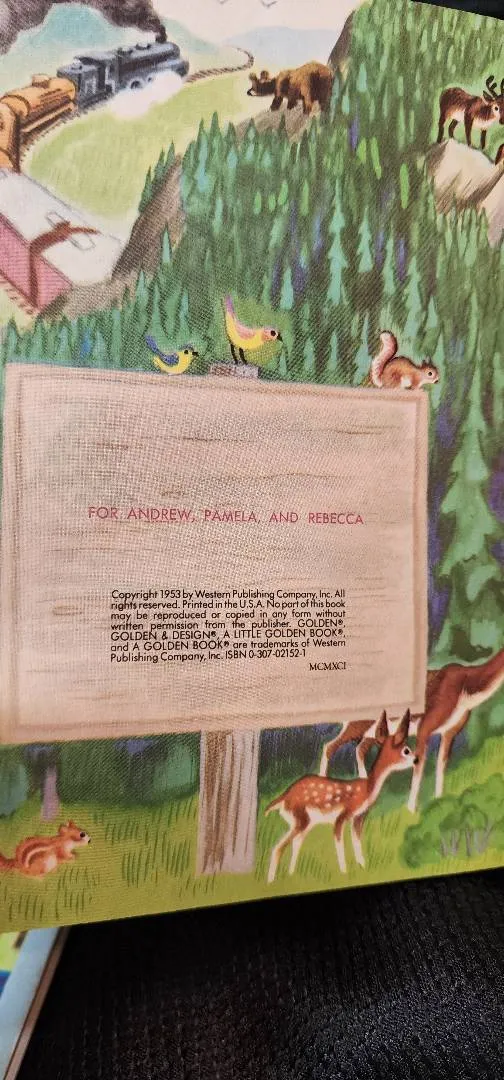 FOR ANDREW, PAMELA, AND REBECCA
Copyright 1953 by Western Publishing Company, Inc. All
rights reserved. Printed in the U.S.A. No part of this book
may be reproduced or copied in any form without
written permission from the publisher. GOLDEN®,
GOLDEN & DESIGN®, A LITTLE GOLDEN BOOK®,
and A GOLDEN BOOK® are trademarks of Western
Publishing Company, Inc. ISBN 0-307-02152-1
MCMXCI